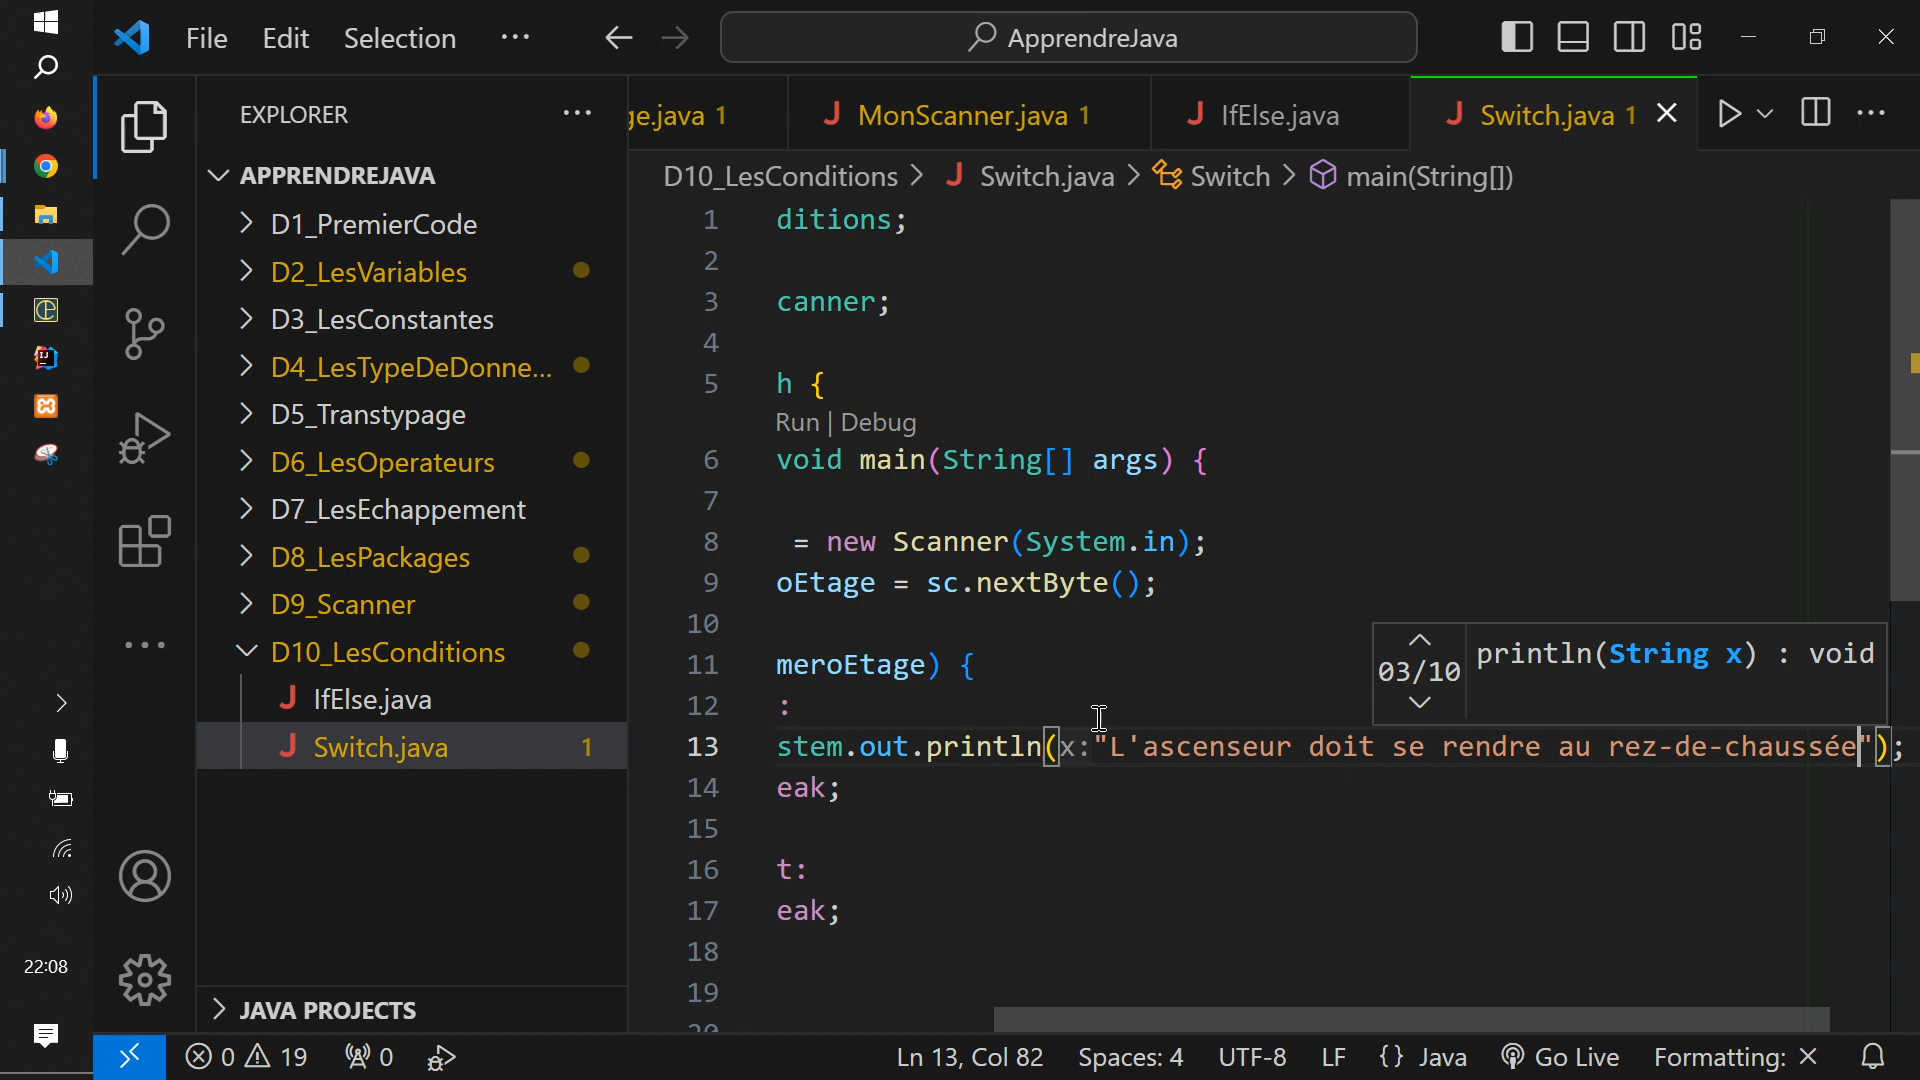 File Edit Selection ··· ApprendreJava
EXPLORER ···
ge.java 1 MonScanner.java 1 IfElse.java Switch.java 1
D10_LesConditions > Switch.java > Switch > main(String[])
APPRENDREJAVA
D1_PremierCode
D2_LesVariables
D3_LesConstantes
D4_LesTypeDeDonne...
D5_Transtypage
D6_LesOperateurs
D7_LesEchappement
D8_LesPackages
D9_Scanner
D10_LesConditions
IfElse.java
Switch.java 1
JAVA PROJECTS
1 ditions;
2
3 canner;
4
5 h {
Run | Debug
6 void main(String[] args) {
7
8 = new Scanner(System.in);
9 oEtage = sc.nextByte();
10
11 meroEtage) {
12 :
13 stem.out.println(x:"L'ascenseur doit se rendre au rez-de-chaussée");
14 eak;
15
16 t:
17 eak;
18
19
20
03/10 println(String x) : void
22:08
0 19 0 Ln 13, Col 82 Spaces: 4 UTF-8 LF {} Java Go Live Formatting: ×